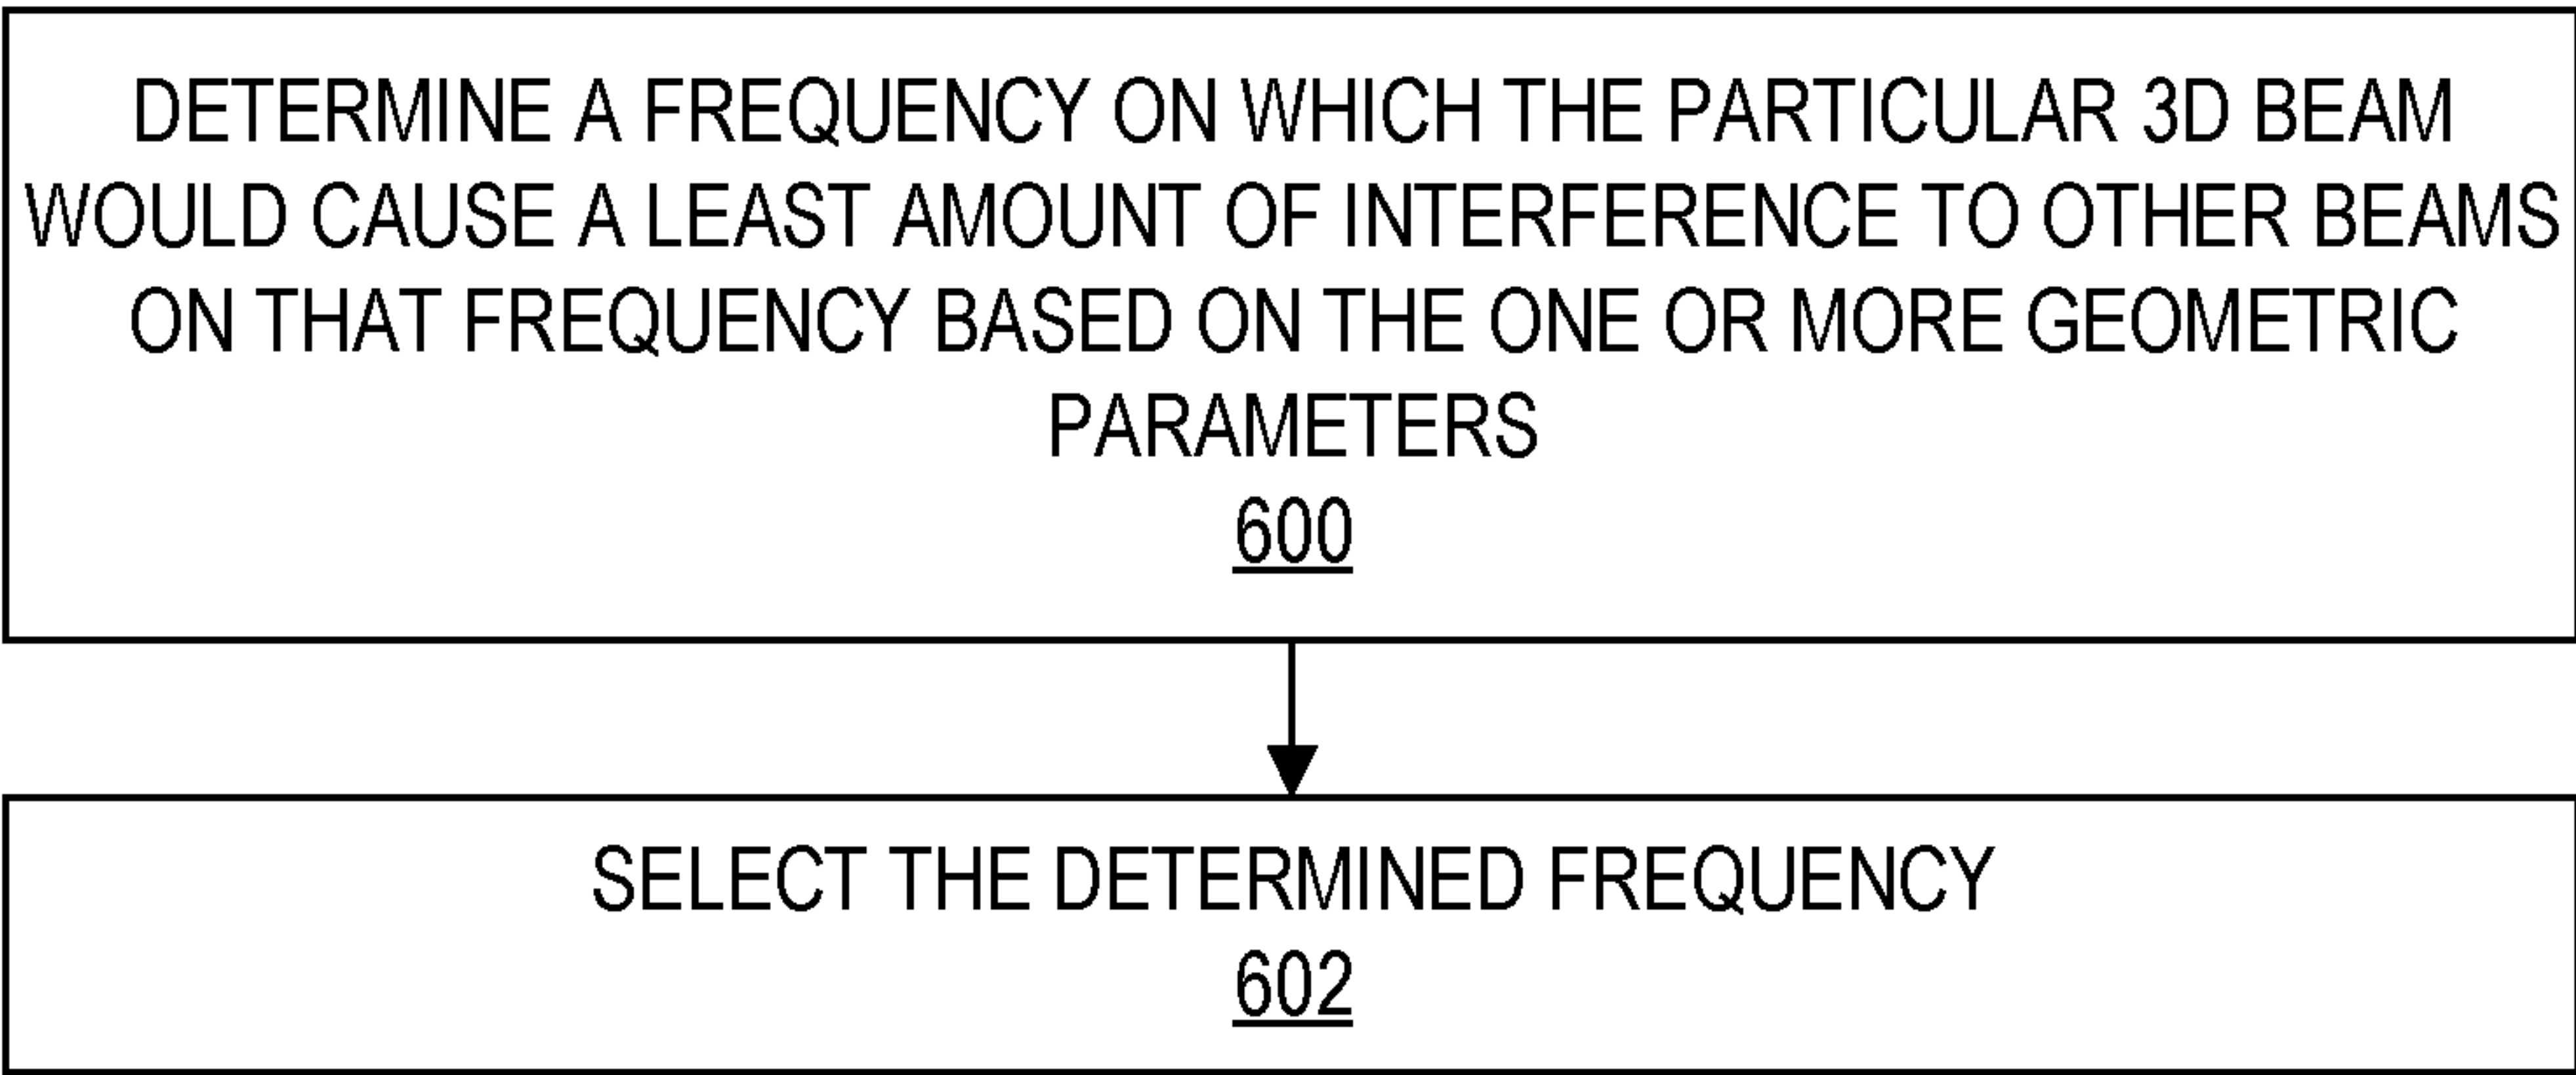 DETERMINE A FREQUENCY ON WHICH THE PARTICULAR 3D BEAM
WOULD CAUSE A LEAST AMOUNT OF INTERFERENCE TO OTHER BEAMS
ON THAT FREQUENCY BASED ON THE ONE OR MORE GEOMETRIC
PARAMETERS
600
SELECT THE DETERMINED FREQUENCY
602